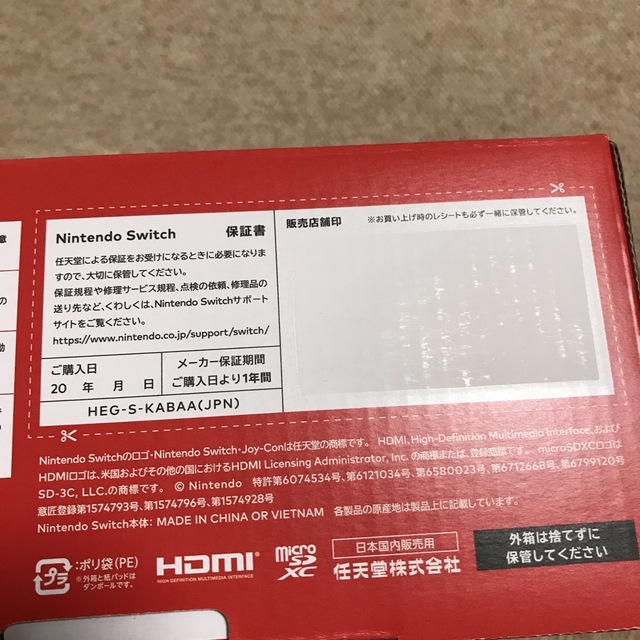 意
の
動
で
Nintendo Switch 保証書
任天堂による保証をお受けになるときに必要になりま
すので、大切に保管してください。
保証規程や修理サービス規程、点検の依頼、修理品の
送り先など、くわしくは、Nintendo Switchサポート
サイトをご覧ください。
https://www.nintendo.co.jp/support/switch/
ご購入日
20 年 月 日
メーカー保証期間
ご購入日より1年間
HEG-S-KABAA(JPN)
販売店舗印 ※お買い上げ時のレシートも必ず一緒に保管してください。
Nintendo Switchのロゴ・Nintendo Switch・Joy-Conは任天堂の商標です。 HDMI、High-Definition Multimedia Interface、および
HDMIロゴは、米国およびその他の国におけるHDMI Licensing Administrator, Inc. の商標または、登録商標です。 microSDXCロゴは
SD-3C, LLC.の商標です。 © Nintendo 特許第6074534号、第6121034号、第6580023号、第6712668号、第6799120号
意匠登録第1574793号、第1574796号、第1574928号
Nintendo Switch本体: MADE IN CHINA OR VIETNAM 各製品の原産地は製品上に記載しています。
プラ
:ポリ袋(PE)
※外箱と紙パッドは
ダンボールです。
HDMI
HIGH DEFINITION MULTIMEDIA INTERFACE
micro
SD
XC
日本国内販売用
任天堂株式会社
外箱は捨てずに
保管してください